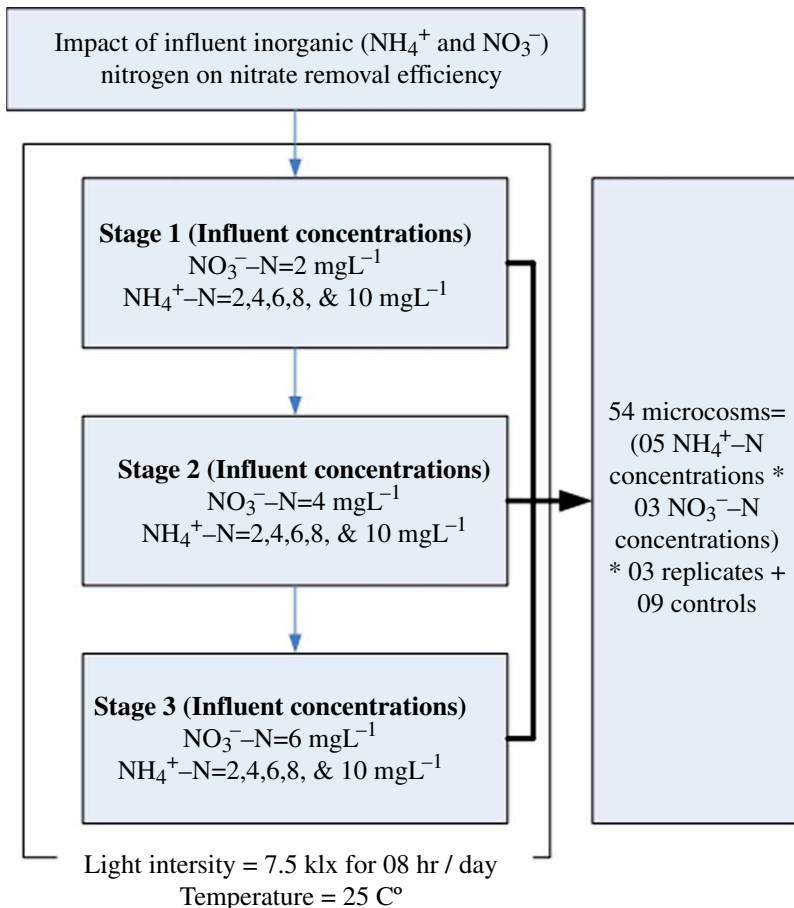 Impact of influent inorganic (NH₄⁺ and NO₃⁻)
nitrogen on nitrate removal efficiency
Stage 1 (Influent concentrations)
NO₃⁻–N=2 mgL⁻¹
NH₄⁺–N=2,4,6,8, & 10 mgL⁻¹
Stage 2 (Influent concentrations)
NO₃⁻–N=4 mgL⁻¹
NH₄⁺–N=2,4,6,8, & 10 mgL⁻¹
Stage 3 (Influent concentrations)
NO₃⁻–N=6 mgL⁻¹
NH₄⁺–N=2,4,6,8, & 10 mgL⁻¹
Light intersity = 7.5 klx for 08 hr / day
Temperature = 25 Cº
54 microcosms=
(05 NH₄⁺–N
concentrations *
03 NO₃⁻–N
concentrations)
* 03 replicates +
09 controls